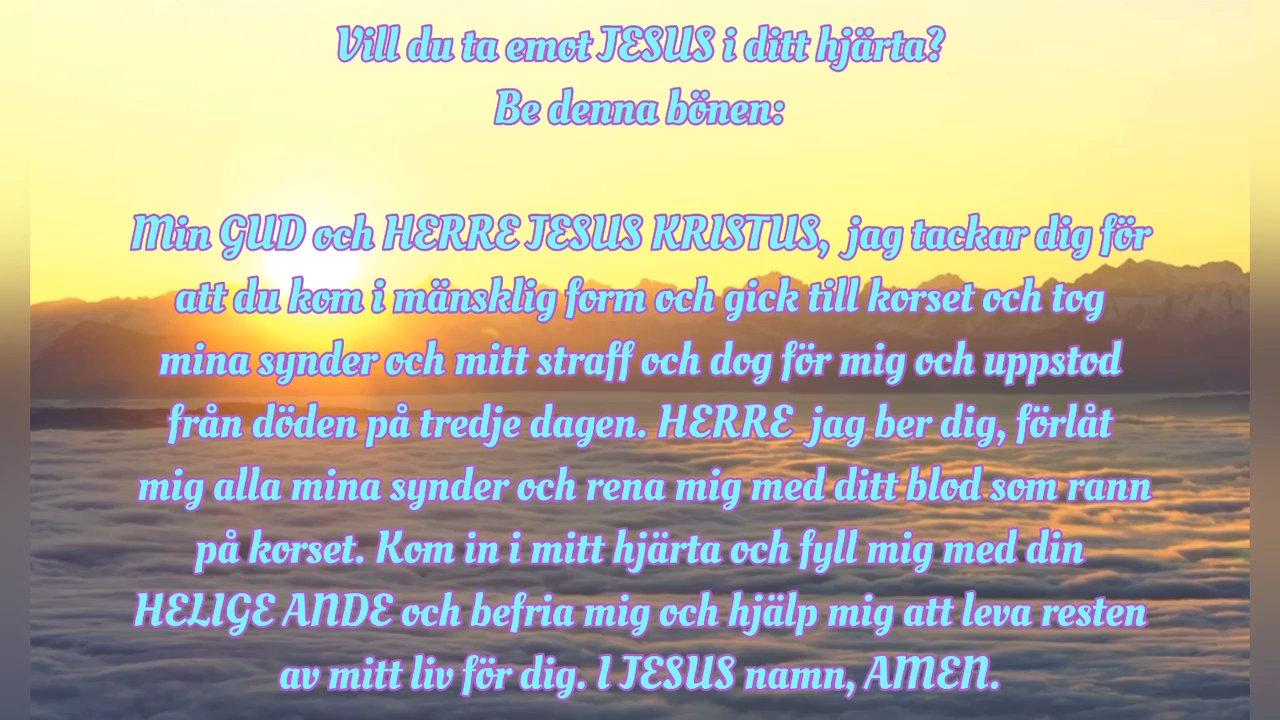 Vill du ta emot JESUS i ditt hjärta?
Be denna bönen:
Min GUD och HERRE JESUS KRISTUS, jag tackar dig för
att du kom i mänsklig form och gick till korset och tog
mina synder och mitt straff och dog för mig och uppstod
från döden på tredje dagen. HERRE jag ber dig, förlåt
mig alla mina synder och rena mig med ditt blod som rann
på korset. Kom in i mitt hjärta och fyll mig med din
HELIGE ANDE och befria mig och hjälp mig att leva resten
av mitt liv för dig. I JESUS namn, AMEN.